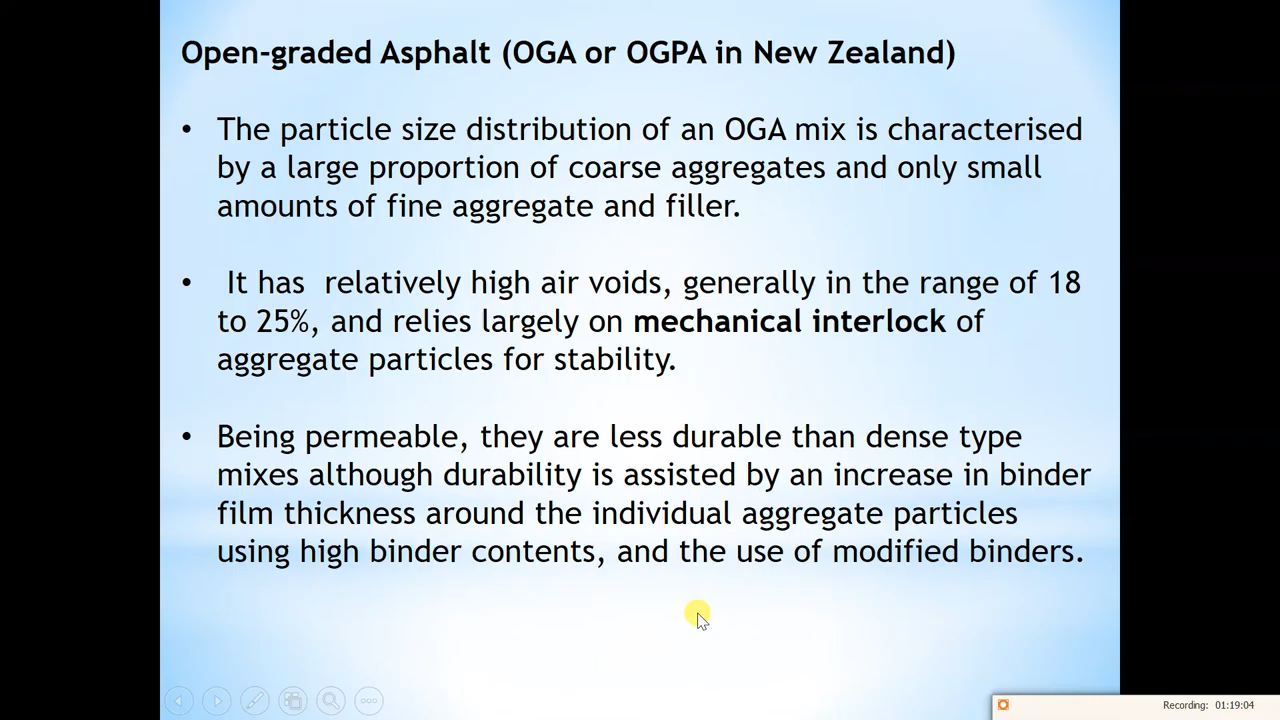 Open-graded Asphalt (OGA or OGPA in New Zealand)
• The particle size distribution of an OGA mix is characterised
by a large proportion of coarse aggregates and only small
amounts of fine aggregate and filler.
• It has relatively high air voids, generally in the range of 18
to 25%, and relies largely on mechanical interlock of
aggregate particles for stability.
• Being permeable, they are less durable than dense type
mixes although durability is assisted by an increase in binder
film thickness around the individual aggregate particles
using high binder contents, and the use of modified binders.
Recording: 01:19:04